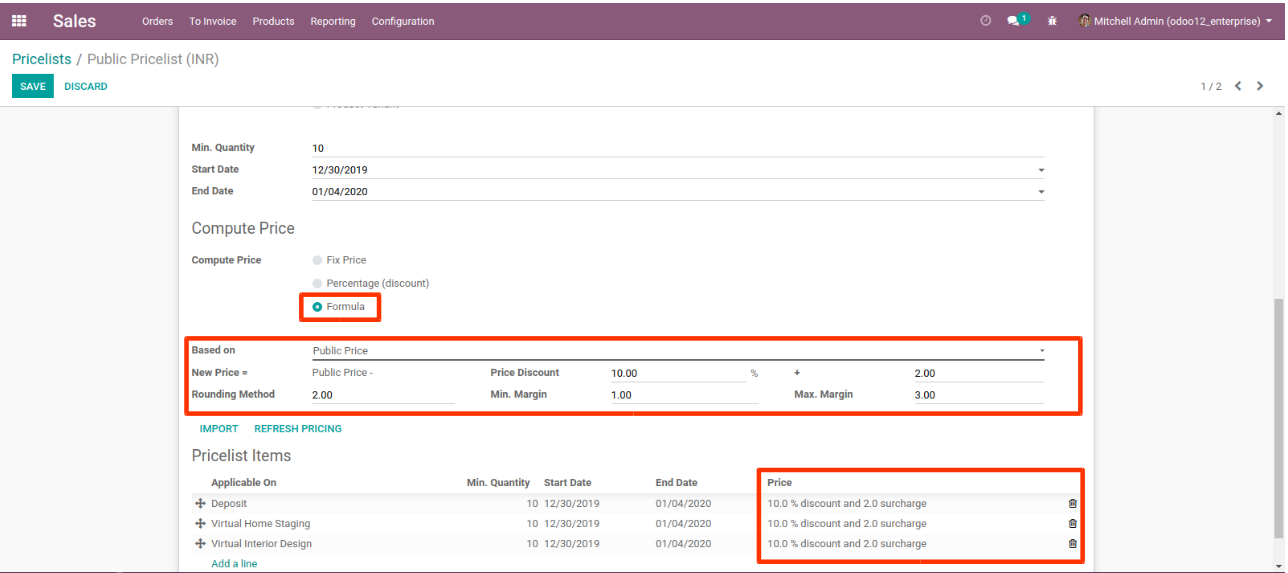 Sales Orders To Invoice Products Reporting Configuration 1 Mitchell Admin (odoo12_enterprise)
Pricelists / Public Pricelist (INR)
SAVE DISCARD 1 / 2
Min. Quantity 10
Start Date 12/30/2019
End Date 01/04/2020
Compute Price
Compute Price Fix Price
Percentage (discount)
Formula
Based on Public Price
New Price = Public Price - Price Discount 10.00 % + 2.00
Rounding Method 2.00 Min. Margin 1.00 Max. Margin 3.00
IMPORT REFRESH PRICING
Pricelist Items
Applicable On Min. Quantity Start Date End Date Price
Deposit 10 12/30/2019 01/04/2020 10.0 % discount and 2.0 surcharge
Virtual Home Staging 10 12/30/2019 01/04/2020 10.0 % discount and 2.0 surcharge
Virtual Interior Design 10 12/30/2019 01/04/2020 10.0 % discount and 2.0 surcharge
Add a line